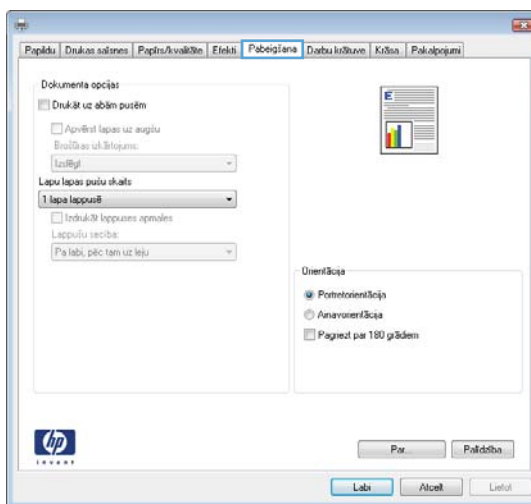 Papildu Drukas saīsnes Papīrs/kvalitāte Efekti Pabeigšana Darbu krātuve Krāsa Pakalpojumi
Dokumenta opcijas
Drukāt uz abām pusēm
Apvērst lapas uz augšu
Brošūras izkārtojums:
Izslēgt
Lapu lapas pušu skaits
1 lapa lappusē
Izdrukāt lappuses apmales
Lappušu secība:
Pa labi, pēc tam uz leju
E
Orientācija
Portretorientācija
Ainavorientācija
Pagriezt par 180 grādiem
hp
invent
Par... Palīdzība
Labi Atcelt Lietot